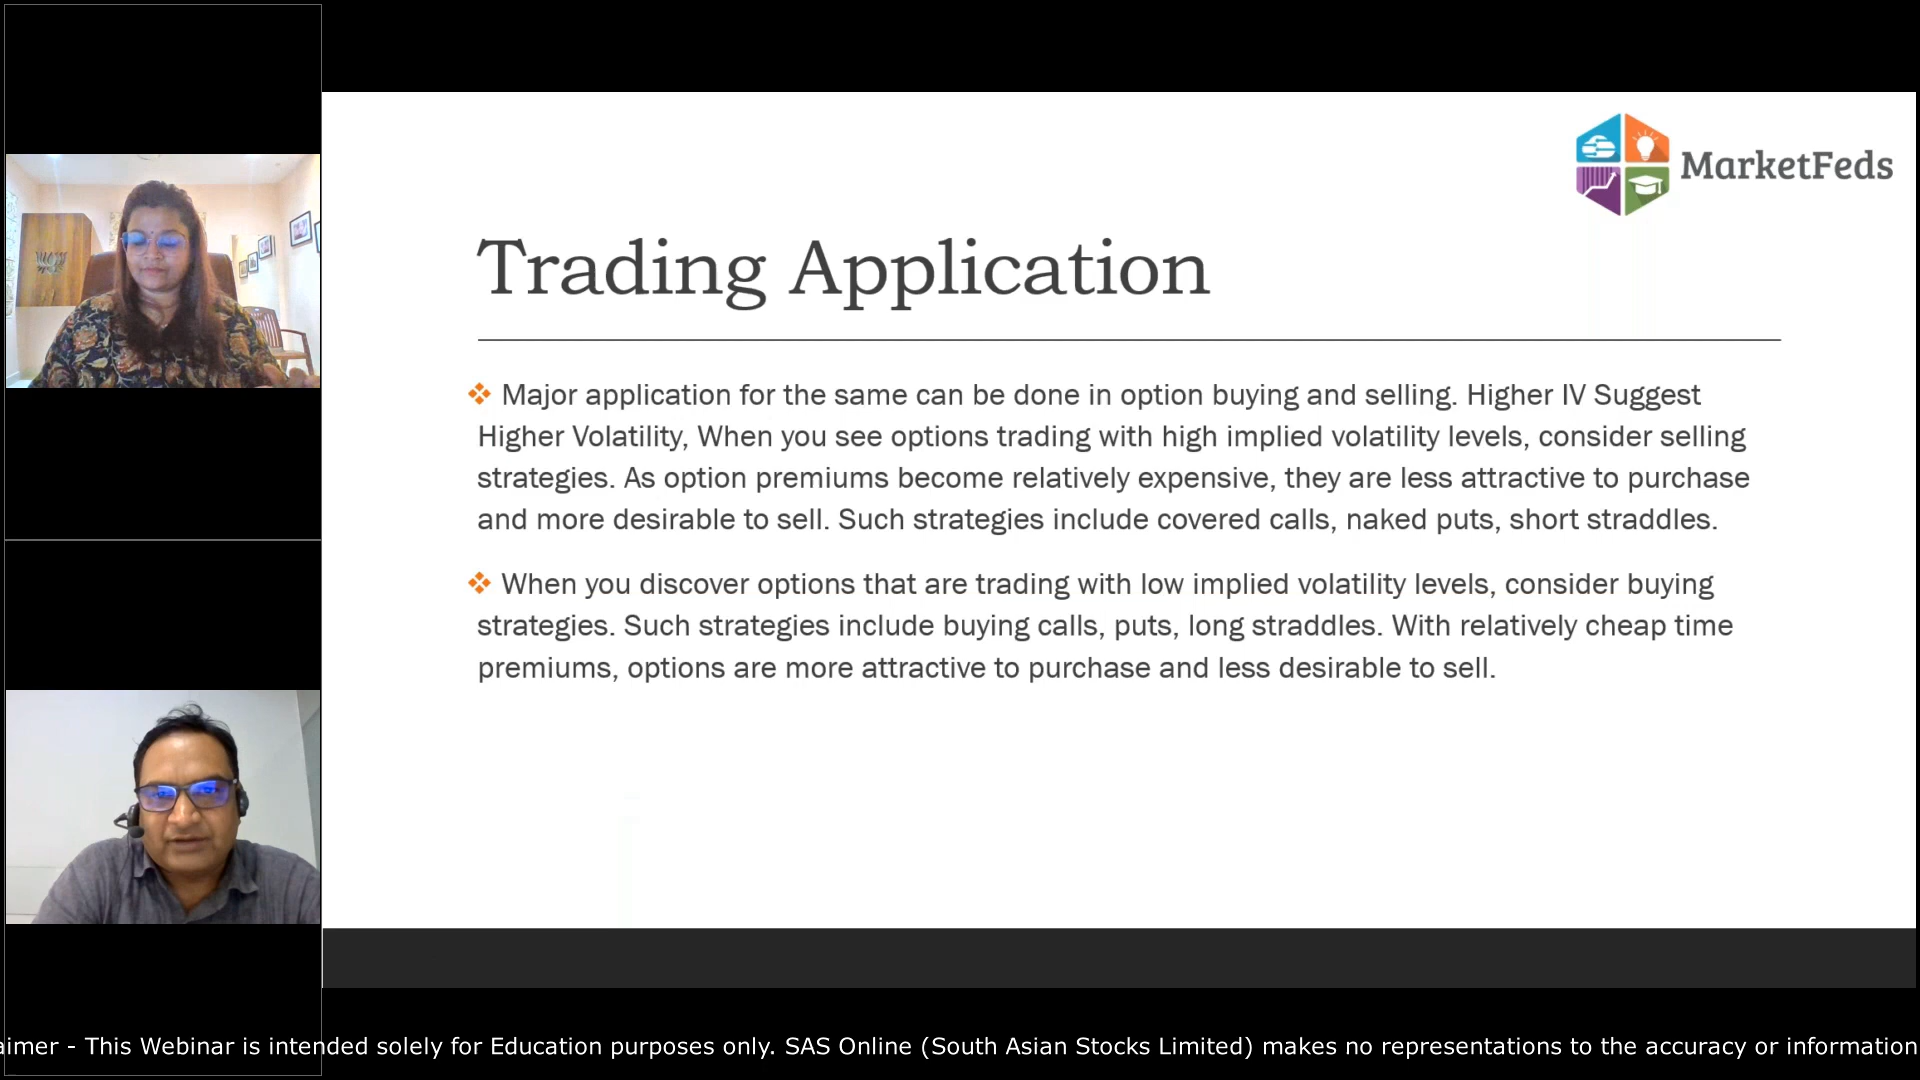 MarketFeds
Trading Application
Major application for the same can be done in option buying and selling. Higher IV Suggest
Higher Volatility, When you see options trading with high implied volatility levels, consider selling
strategies. As option premiums become relatively expensive, they are less attractive to purchase
and more desirable to sell. Such strategies include covered calls, naked puts, short straddles.
When you discover options that are trading with low implied volatility levels, consider buying
strategies. Such strategies include buying calls, puts, long straddles. With relatively cheap time
premiums, options are more attractive to purchase and less desirable to sell.
aimer - This Webinar is intended solely for Education purposes only. SAS Online (South Asian Stocks Limited) makes no representations to the accuracy or information